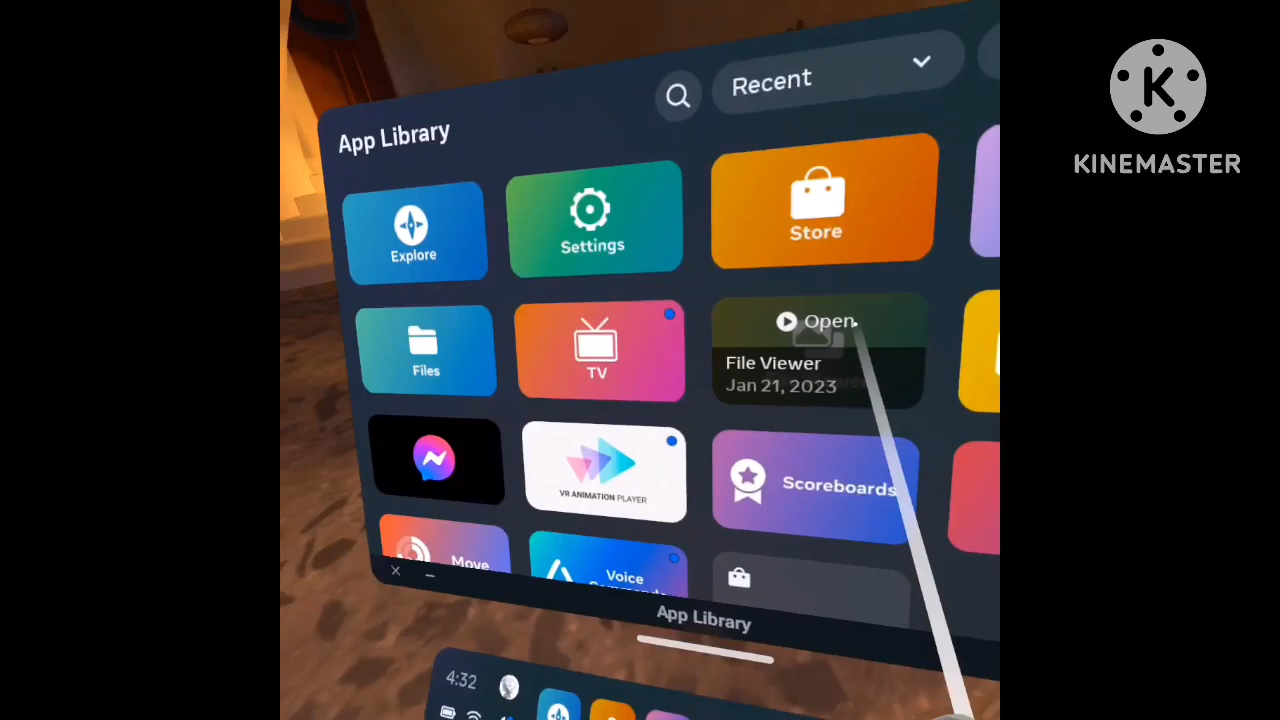 KINEMASTER
Recent
App Library
Explore
Settings
Store
Files
TV
Open
File Viewer
Jan 21, 2023
VR ANIMATION PLAYER
Scoreboards
Move
Voice
App Library
4:32